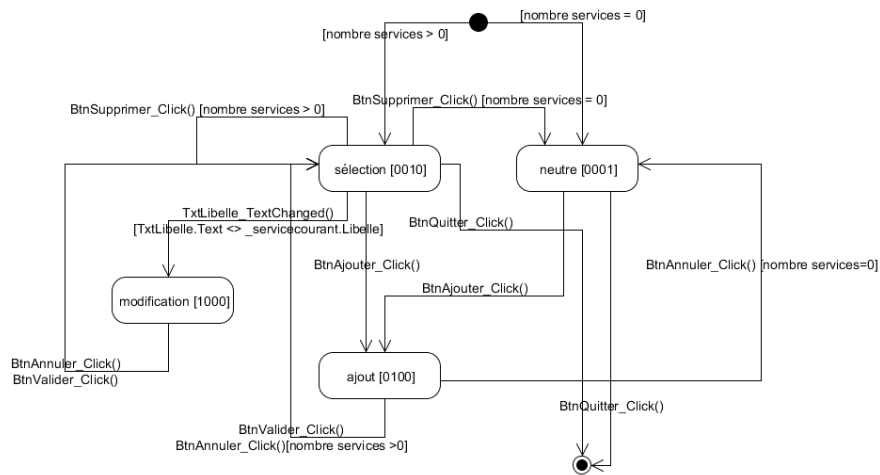 [nombre services = 0]
[nombre services > 0]
BtnSupprimer_Click() [nombre services > 0]
BtnSupprimer_Click() [nombre services = 0]
sélection [0010]
neutre [0001]
TxtLibelle_TextChanged()
[TxtLibelle.Text <> _servicecourant.Libelle]
BtnQuitter_Click()
BtnAjouter_Click()
BtnAnnuler_Click() [nombre services=0]
BtnAjouter_Click()
modification [1000]
BtnAnnuler_Click()
BtnValider_Click()
ajout [0100]
BtnQuitter_Click()
BtnValider_Click()
BtnAnnuler_Click()[nombre services >0]